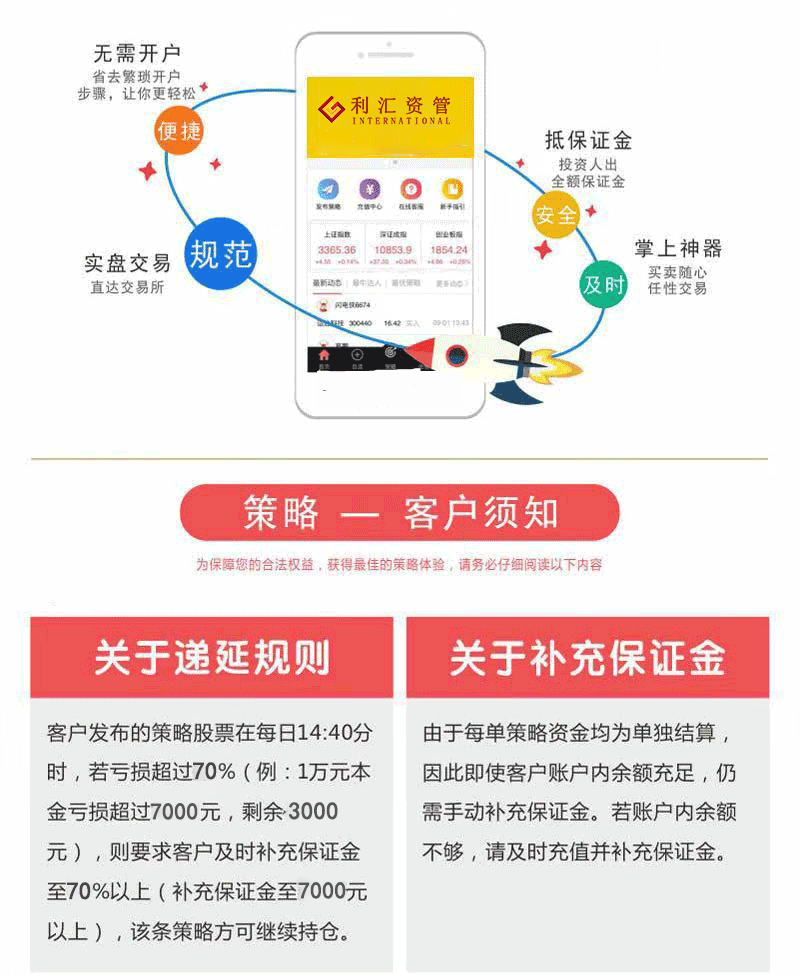 无需开户
省去繁琐开户
步骤，让你更轻松
便捷
规范
实盘交易
直达交易所
利汇资管
INTERNATIONAL
发布策略 充值中心 在线客服 新手指引
上证指数 深证成指 创业板指
3365.36 10853.9 1854.24
+4.55 +0.14% +37.35 +0.34% +4.66 +0.25%
最新动态 最牛达人 最优策略 更多动态
闪电侠6674
300440 16.42 买入 09-01 13:43
首页 自选 策略
抵保证金
投资人出
全额保证金
安全
掌上神器
买卖随心
任性交易
及时
策略 — 客户须知
为保障您的合法权益，获得最佳的策略体验，请务必仔细阅读以下内容
关于递延规则
客户发布的策略股票在每日14:40分
时，若亏损超过70%（例：1万元本
金亏损超过7000元，剩余3000
元），则要求客户及时补充保证金
至70%以上（补充保证金至7000元
以上），该条策略方可继续持仓。
关于补充保证金
由于每单策略资金均为单独结算，
因此即使客户账户内余额充足，仍
需手动补充保证金。若账户内余额
不够，请及时充值并补充保证金。